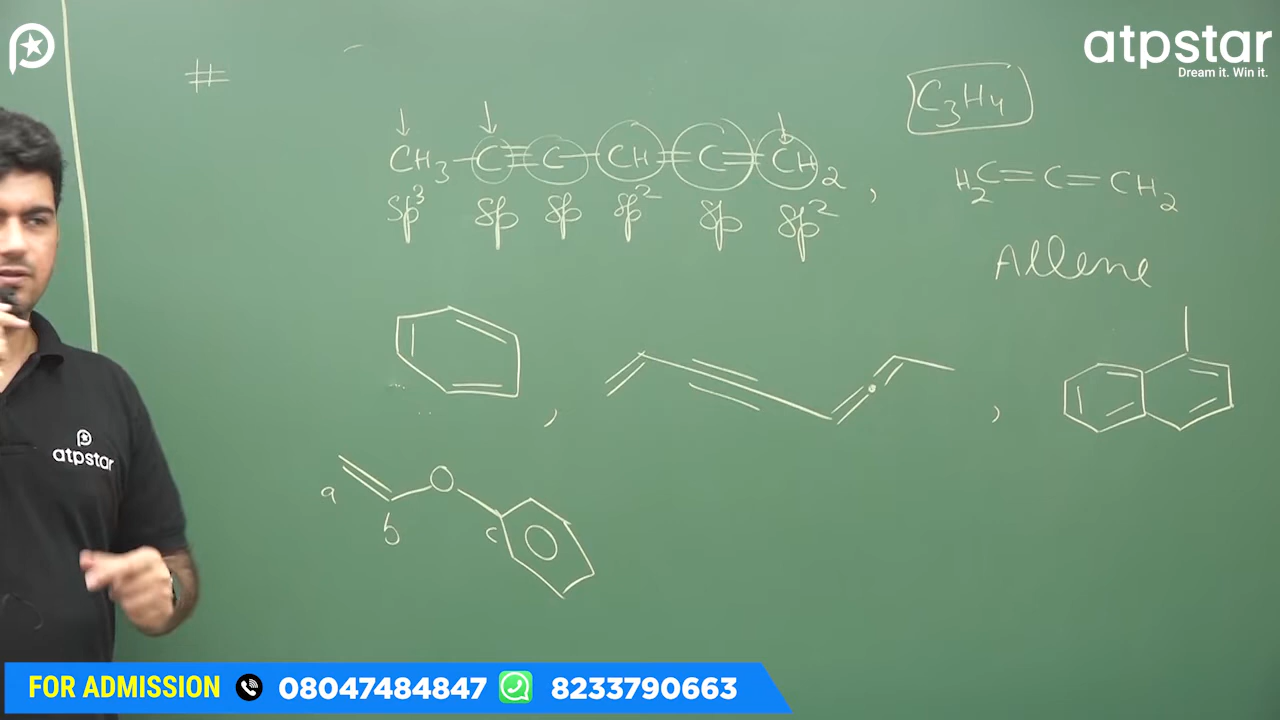 atpstar
Dream it. Win it.
#
C₃H₄
CH₃–C≡C–CH=C=CH₂ ,
sp³ sp sp sp² sp sp²
H₂C=C=CH₂
Allene
,
,
atpstar
a
b
O
c
FOR ADMISSION 08047484847 8233790663